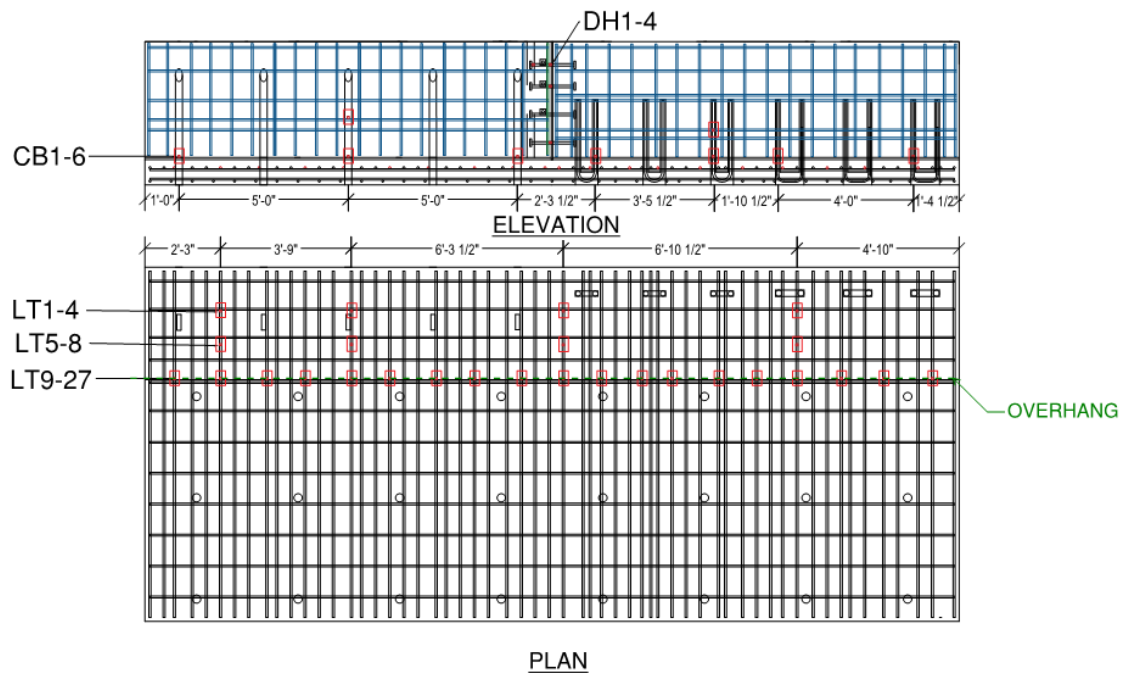 DH1-4
CB1-6
1'-0" 5'-0" 5'-0" 2'-3 1/2" 3'-5 1/2" 1'-10 1/2" 4'-0" 1'-4 1/2"
ELEVATION
2'-3" 3'-9" 6'-3 1/2" 6'-10 1/2" 4'-10"
LT1-4
LT5-8
LT9-27
OVERHANG
PLAN